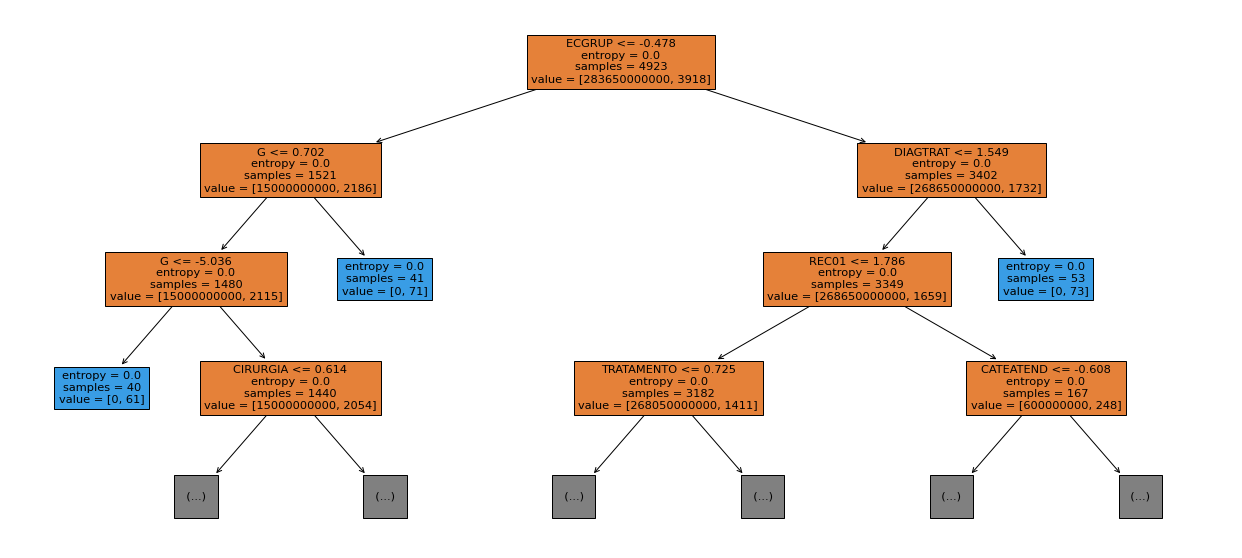 ECGRUP <= -0.478
entropy = 0.0
samples = 4923
value = [283650000000, 3918]
G <= 0.702
entropy = 0.0
samples = 1521
value = [15000000000, 2186]
DIAGTRAT <= 1.549
entropy = 0.0
samples = 3402
value = [268650000000, 1732]
G <= -5.036
entropy = 0.0
samples = 1480
value = [15000000000, 2115]
entropy = 0.0
samples = 41
value = [0, 71]
REC01 <= 1.786
entropy = 0.0
samples = 3349
value = [268650000000, 1659]
entropy = 0.0
samples = 53
value = [0, 73]
entropy = 0.0
samples = 40
value = [0, 61]
CIRURGIA <= 0.614
entropy = 0.0
samples = 1440
value = [15000000000, 2054]
TRATAMENTO <= 0.725
entropy = 0.0
samples = 3182
value = [268050000000, 1411]
CATEATEND <= -0.608
entropy = 0.0
samples = 167
value = [600000000, 248]
(...)
(...)
(...)
(...)
(...)
(...)